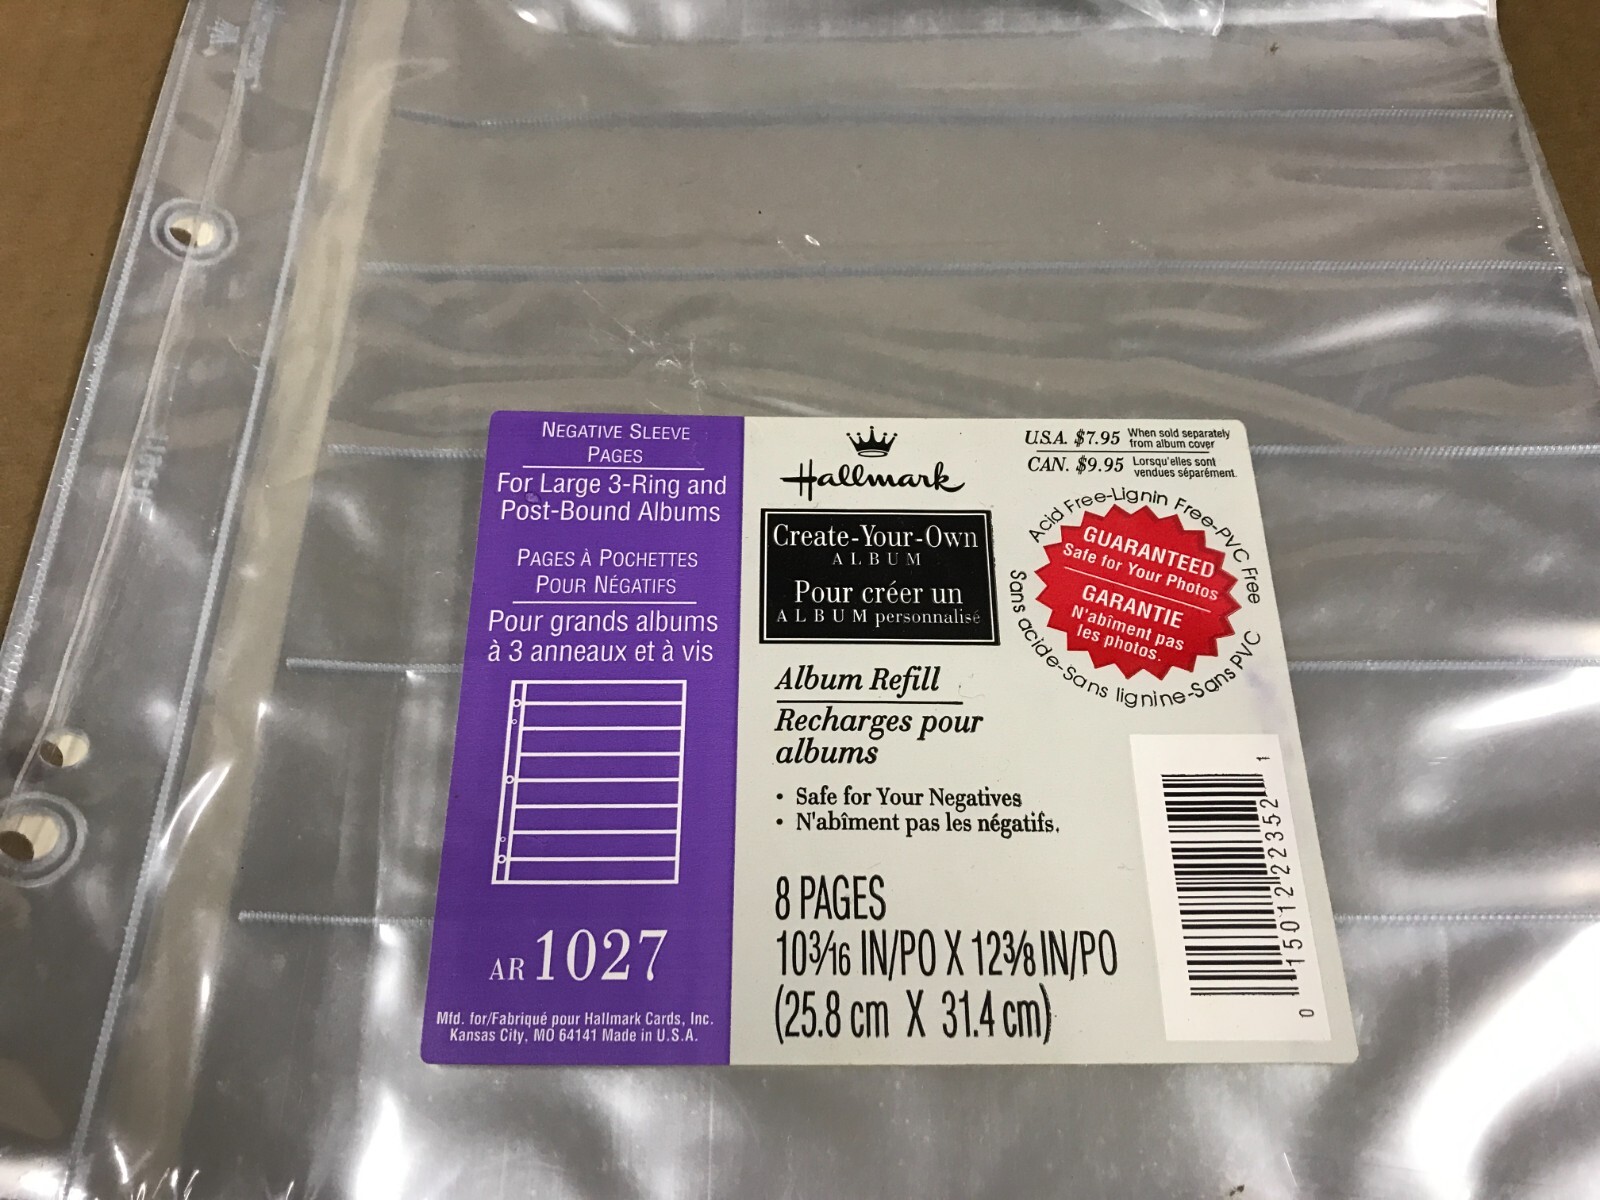 NEGATIVE SLEEVE
PAGES
For Large 3-Ring and
Post-Bound Albums
PAGES À POCHETTES
POUR NÉGATIFS
Pour grands albums
à 3 anneaux et à vis
AR 1027
Mfd. for/Fabriqué pour Hallmark Cards, Inc.
Kansas City, MO 64141 Made in U.S.A.
Hallmark
Create-Your-Own
ALBUM
Pour créer un
ALBUM personnalisé
Album Refill
Recharges pour
albums
• Safe for Your Negatives
• N'abîment pas les négatifs.
8 PAGES
10 3/16 IN/PO X 12 3/8 IN/PO
(25.8 cm X 31.4 cm)
U.S.A. $7.95 When sold separately
from album cover
CAN. $9.95 Lorsqu'elles sont
vendues séparément.
Acid Free-Lignin Free-PVC Free
GUARANTEED
Safe for Your Photos
GARANTIE
N'abîment pas
les photos.
Sans acide-Sans lignine-Sans PVC
0 15012 22352 1